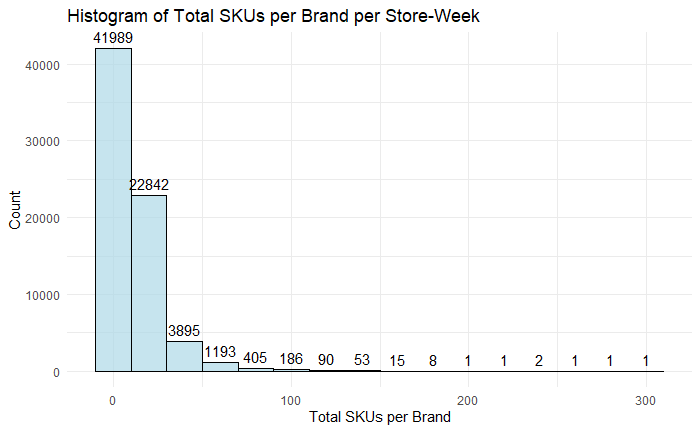 Histogram of Total SKUs per Brand per Store-Week
41989
40000
30000
22842
20000
10000
3895
1193
405 186 90 53 15 8 1 1 2 1 1 1
0
0 100 200 300
Total SKUs per Brand
Count